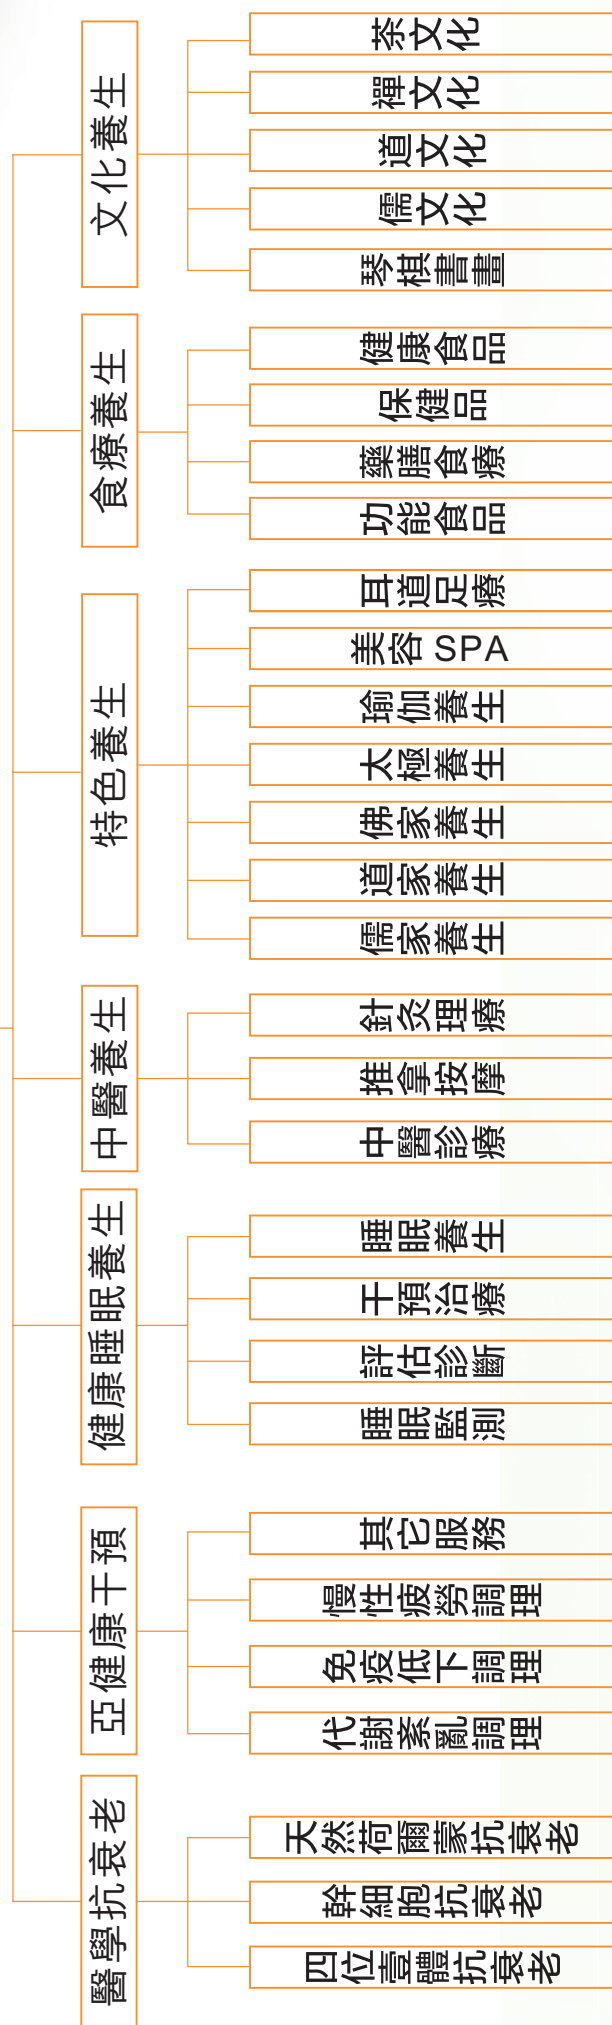 文化養生
茶文化
禪文化
道文化
儒文化
琴棋書畫
食療養生
健康食品
保健品
藥膳食療
功能食品
特色養生
耳道足療
美容 SPA
瑜伽養生
太極養生
佛家養生
道家養生
儒家養生
中醫養生
針灸理療
推拿按摩
中醫診療
健康睡眠養生
睡眠養生
干預治療
評估診斷
睡眠監測
亞健康干預
其它服務
慢性疲勞調理
免疫低下調理
代謝紊亂調理
醫學抗衰老
天然荷爾蒙抗衰老
幹細胞抗衰老
四位壹體抗衰老